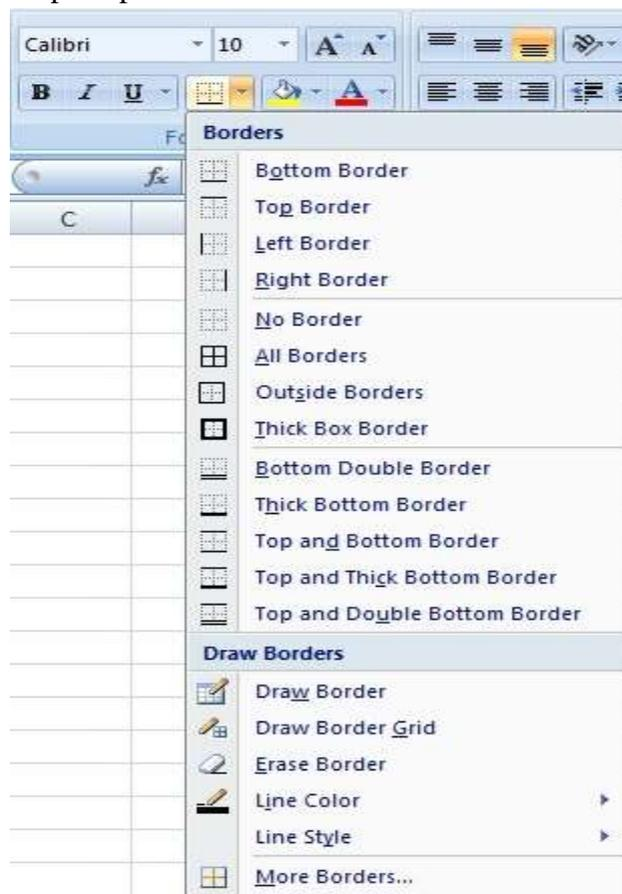 Calibri 10 A A
B I U A
Borders
fx
C
Bottom Border
Top Border
Left Border
Right Border
No Border
All Borders
Outside Borders
Thick Box Border
Bottom Double Border
Thick Bottom Border
Top and Bottom Border
Top and Thick Bottom Border
Top and Double Bottom Border
Draw Borders
Draw Border
Draw Border Grid
Erase Border
Line Color
Line Style
More Borders...